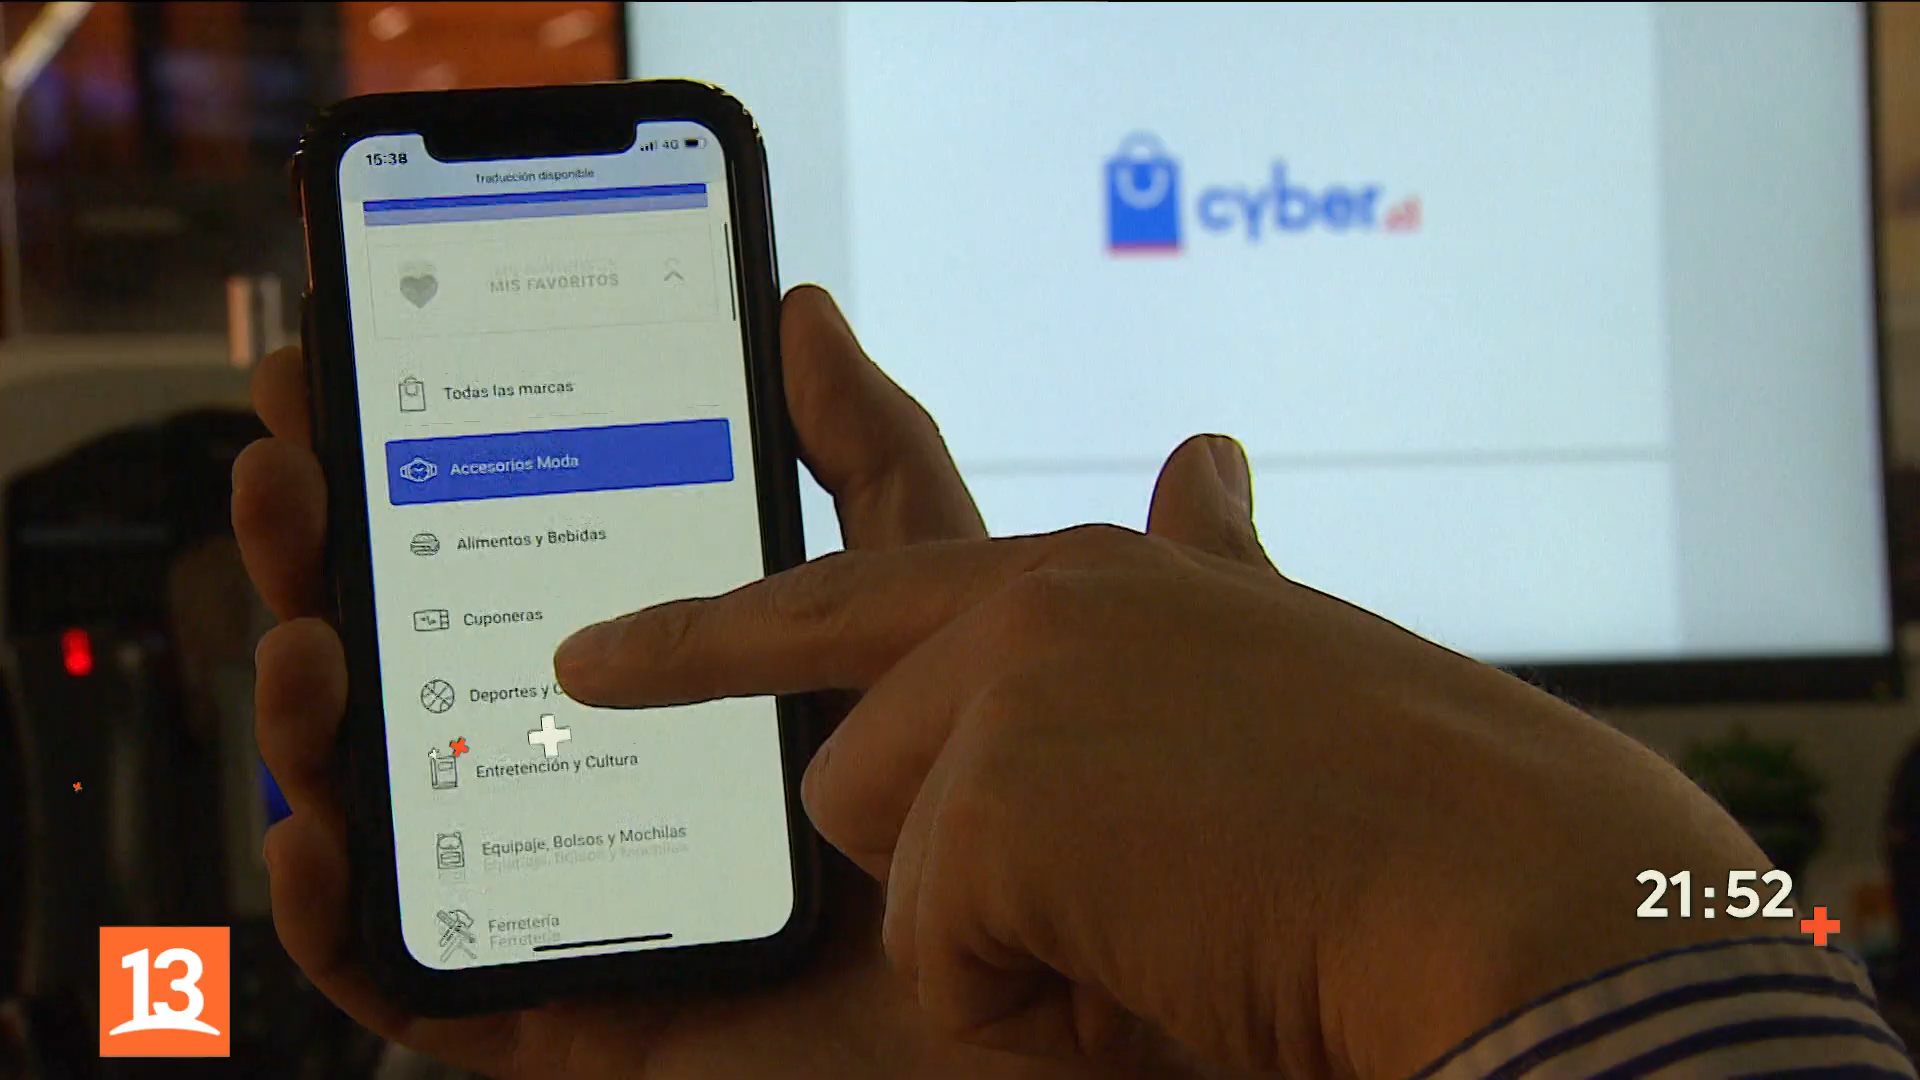 15:38
4G
Traducción disponible
MIS FAVORITOS
Todas las marcas
Accesorios Moda
Alimentos y Bebidas
Cuponeras
Deportes y
Entretención y Cultura
Equipaje, Bolsos y Mochilas
Ferretería
cyber.cl
21:52
13